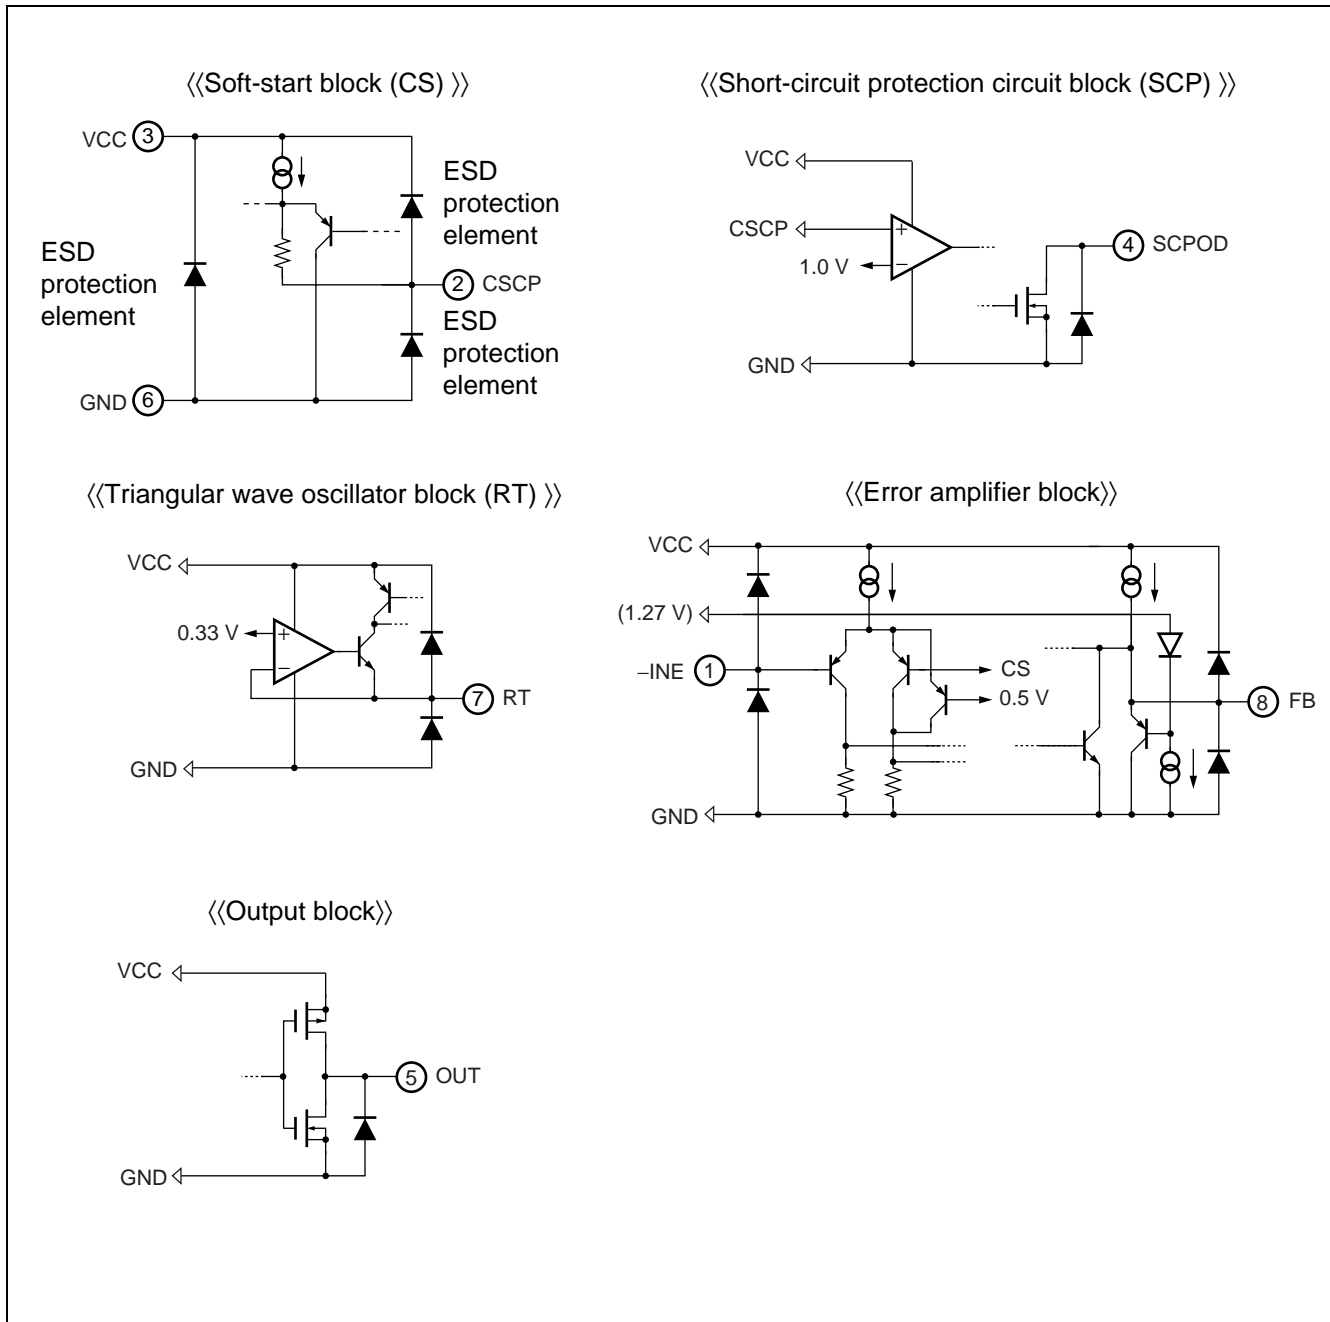 ⟨⟨Soft-start block (CS) ⟩⟩
VCC 3
ESD
protection
element
ESD
protection
element
2 CSCP
ESD
protection
element
GND 6
⟨⟨Short-circuit protection circuit block (SCP) ⟩⟩
VCC
CSCP
+
1.0 V
−
4 SCPOD
GND
⟨⟨Triangular wave oscillator block (RT) ⟩⟩
VCC
0.33 V
+
−
7 RT
GND
⟨⟨Error amplifier block⟩⟩
VCC
(1.27 V)
–INE 1
CS
0.5 V
8 FB
GND
⟨⟨Output block⟩⟩
VCC
5 OUT
GND